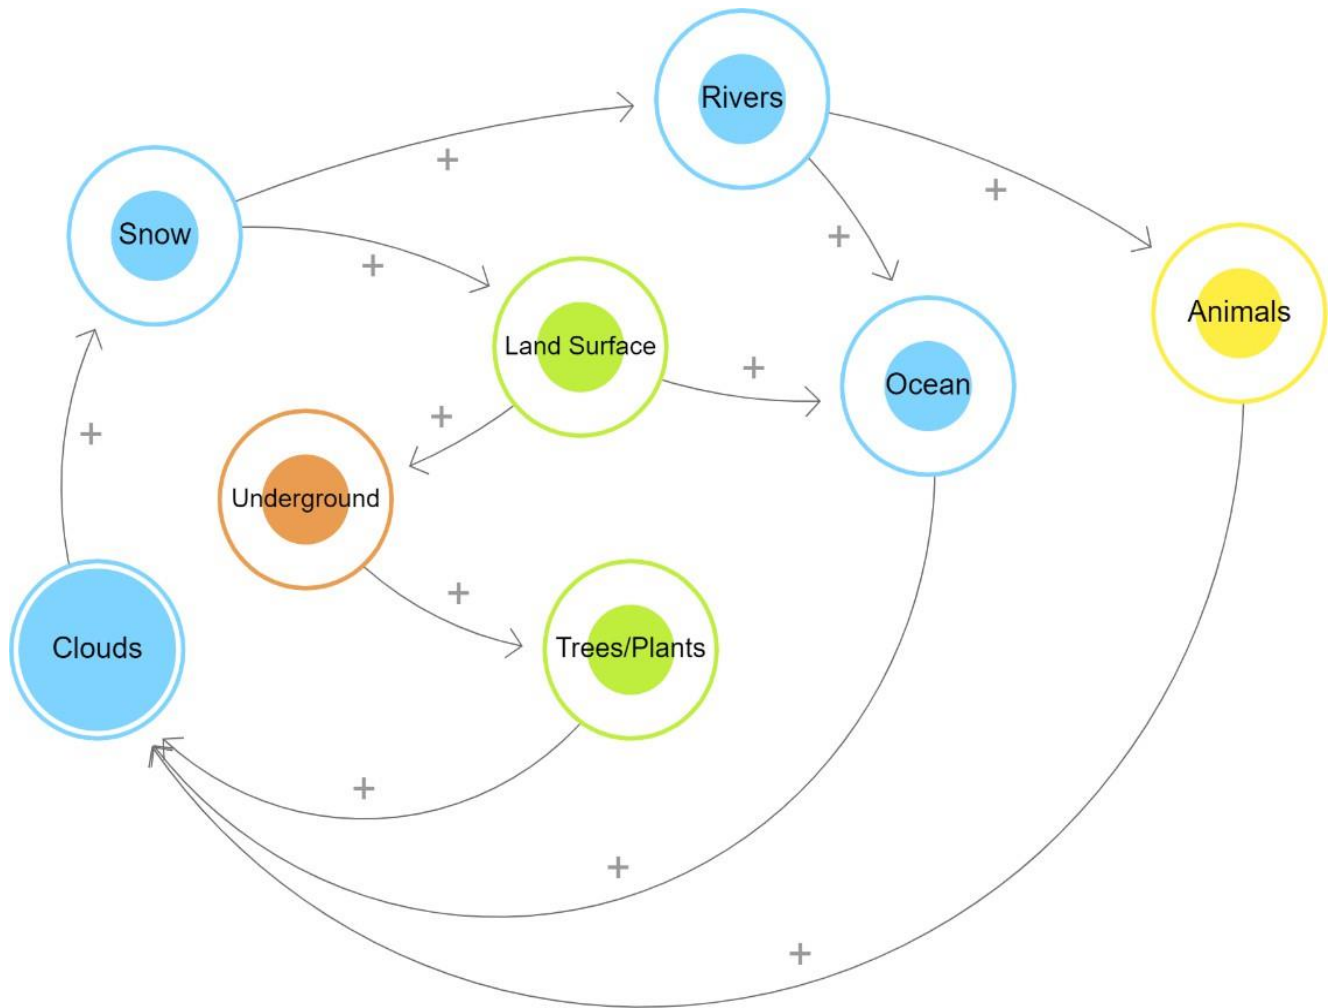 Rivers
+
+
Snow
+
+
+
Animals
Land Surface
+
Ocean
+
+
Underground
+
Clouds
Trees/Plants
+
+
+